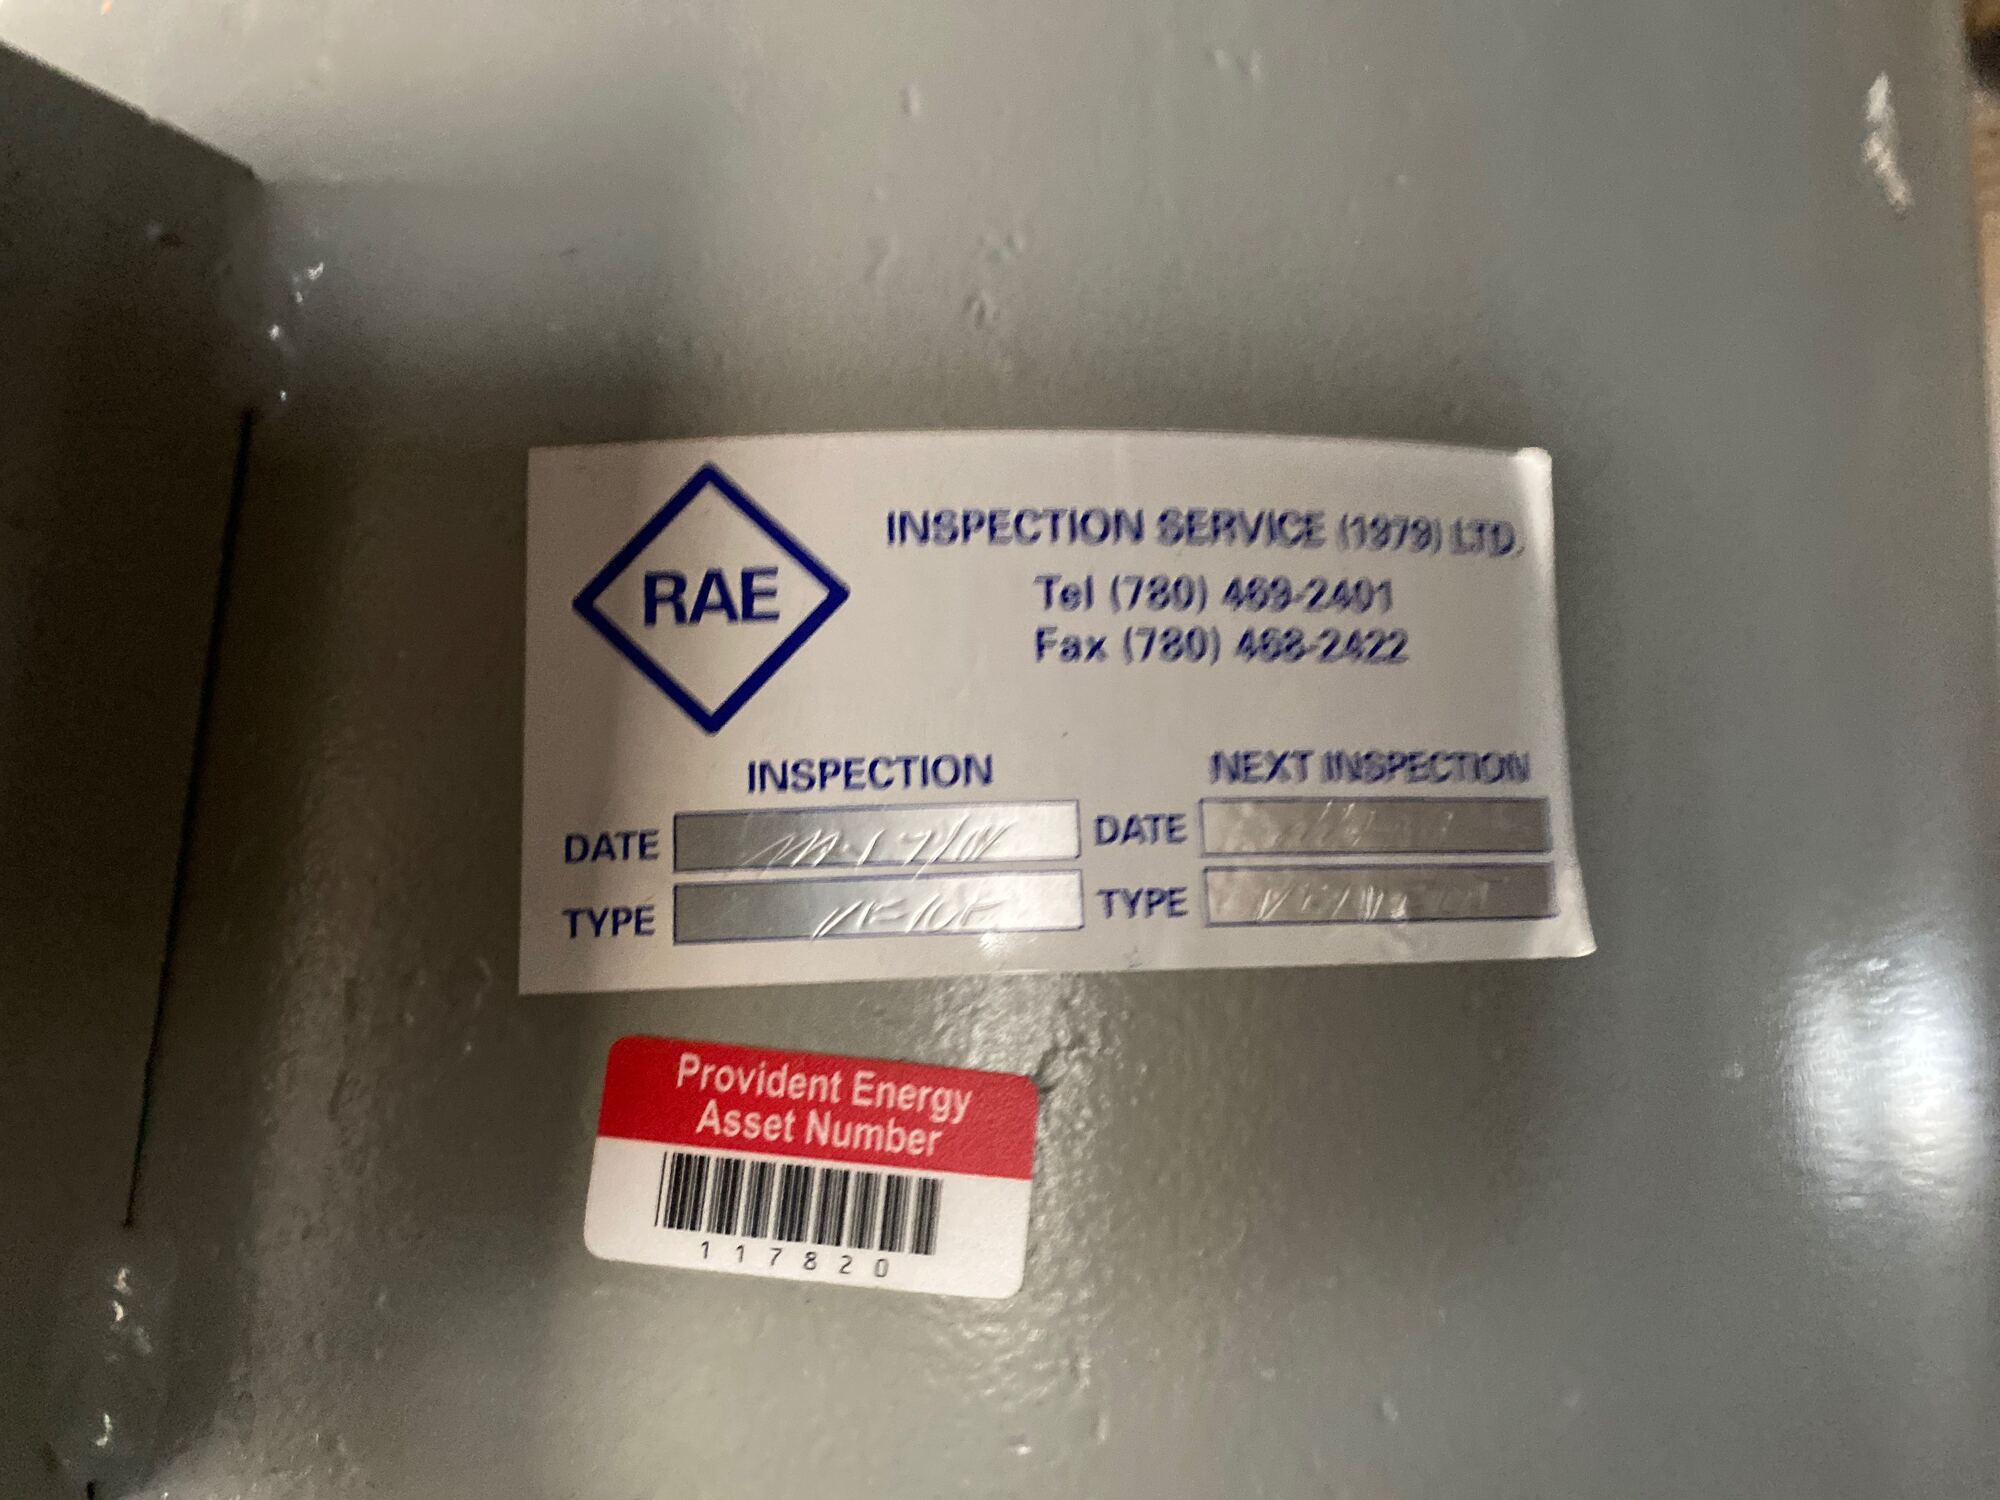 RAE
INSPECTION SERVICE (1979) LTD.
Tel (780) 469-2401
Fax (780) 468-2422
INSPECTION
NEXT INSPECTION
DATE
DATE
TYPE
TYPE
Provident Energy
Asset Number
117820